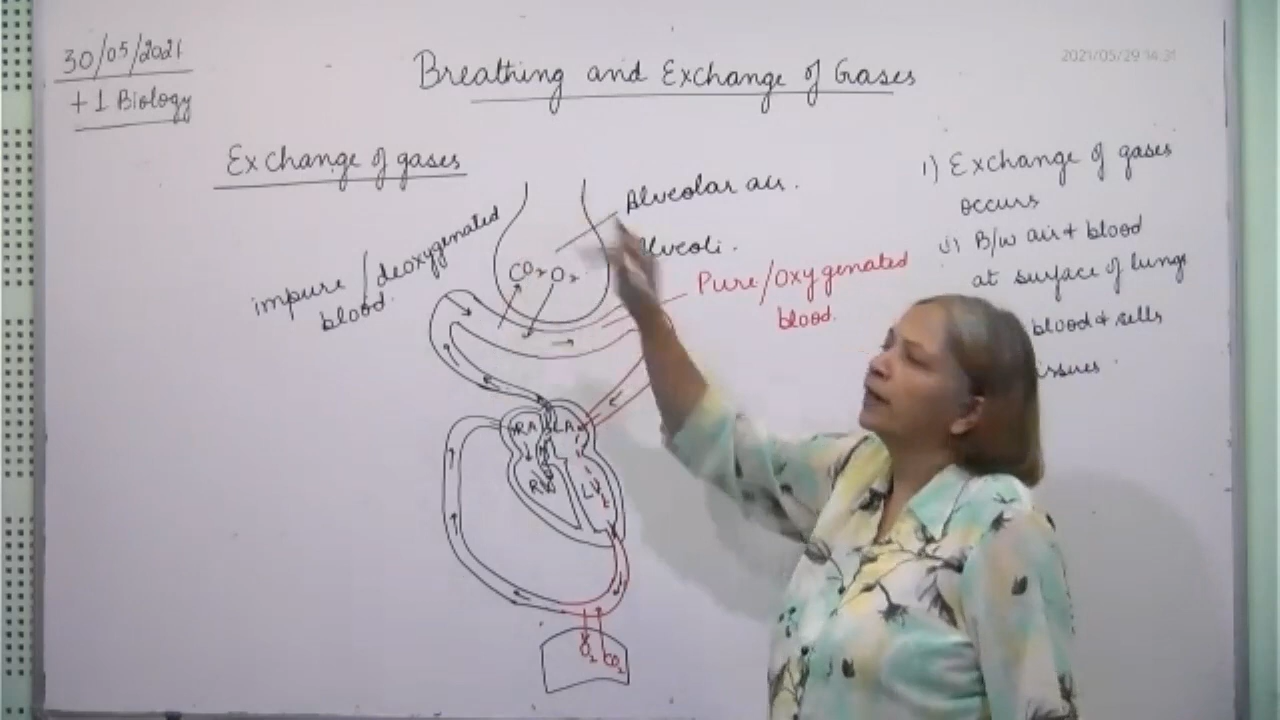 30/05/2021
+1 Biology
Breathing and Exchange of Gases
2021/05/29 14:31
Exchange of gases
Alveolar air.
lveoli.
impure/deoxygenated
blood.
CO₂ O₂
Pure/Oxygenated
blood.
1) Exchange of gases
occurs
i) B/w air + blood
at surface of lungs
blood + sells
issues
RA LA
RV LV
O₂ CO₂